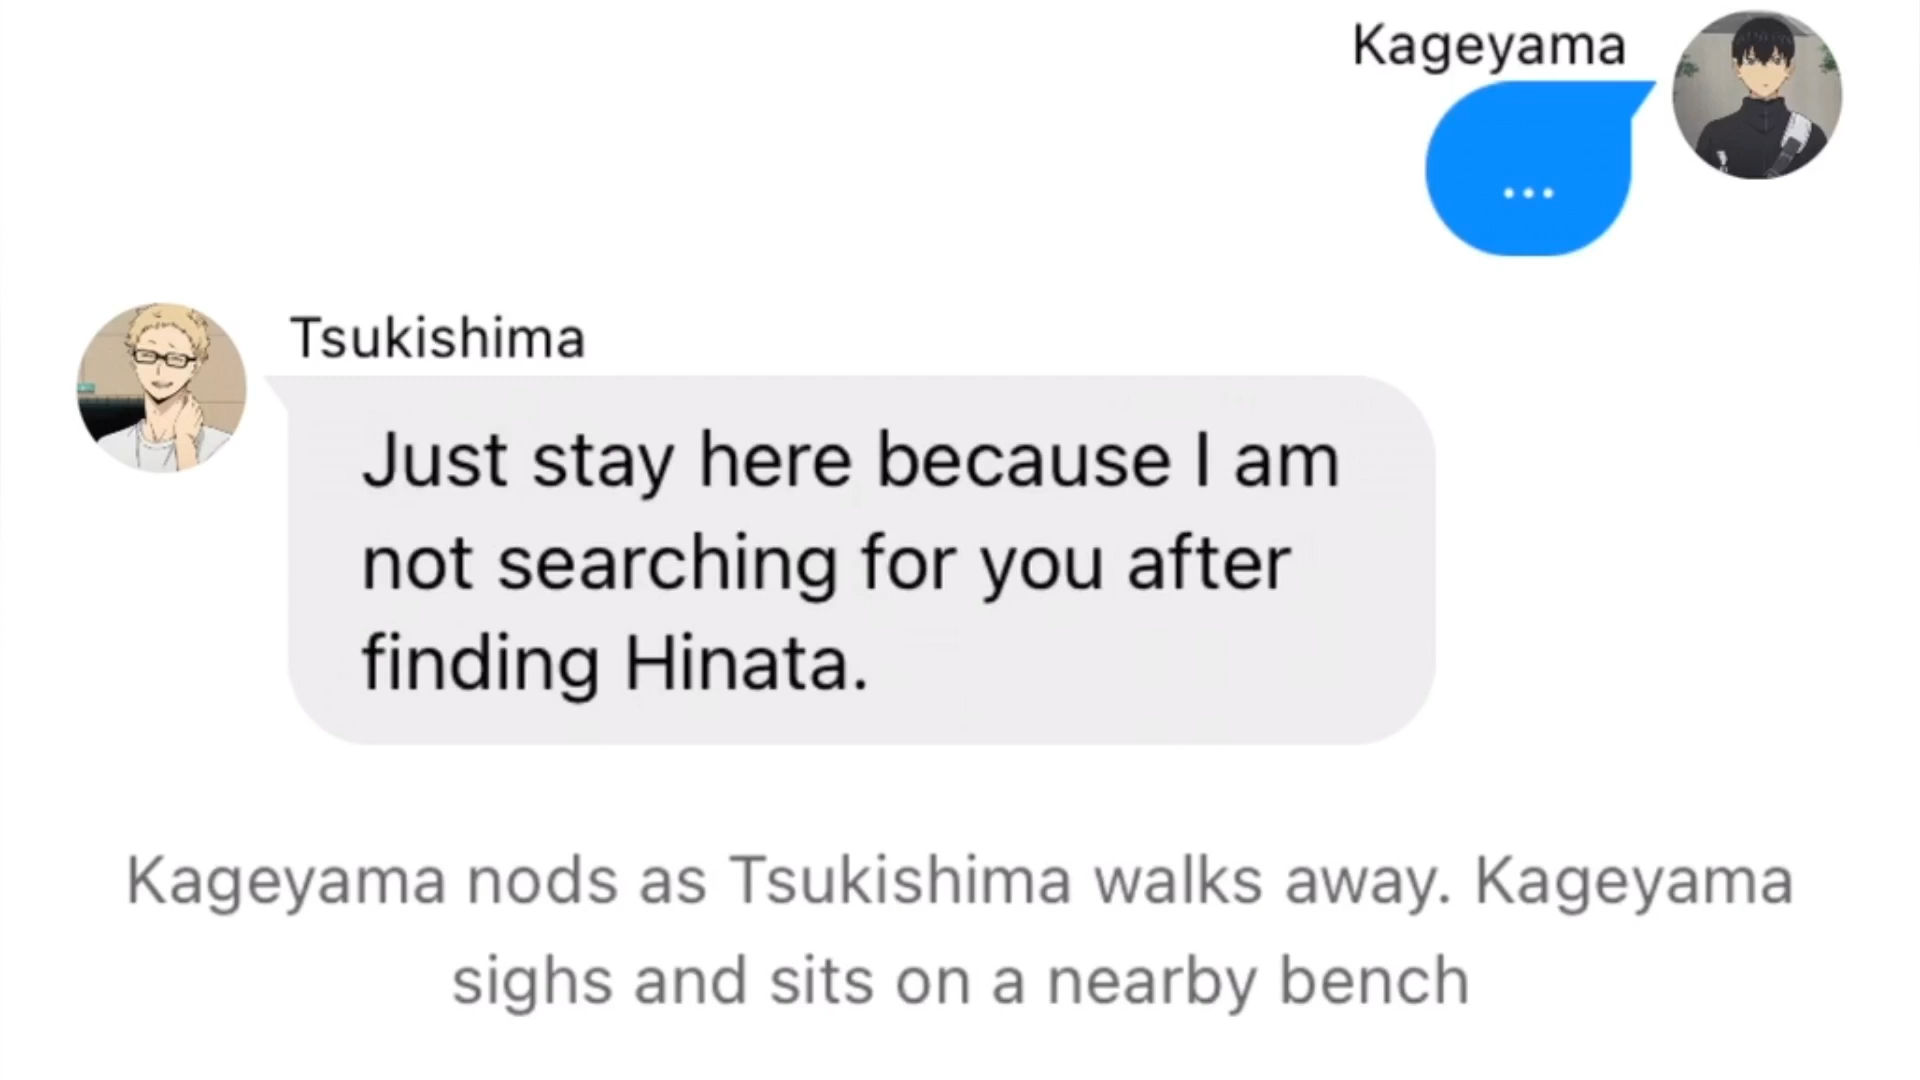 Kageyama
...
Tsukishima
Just stay here because I am
not searching for you after
finding Hinata.
Kageyama nods as Tsukishima walks away. Kageyama
sighs and sits on a nearby bench